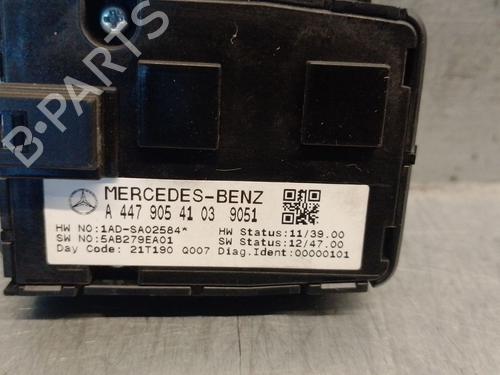 B-PARTS
MERCEDES-BENZ
A 447 905 41 03 9051
HW NO:1AD-SA02584* HW Status:11/39.00
SW NO:5AB279EA01 SW Status:12/47.00
Day Code: 21T190 Q007 Diag.Ident:00000101